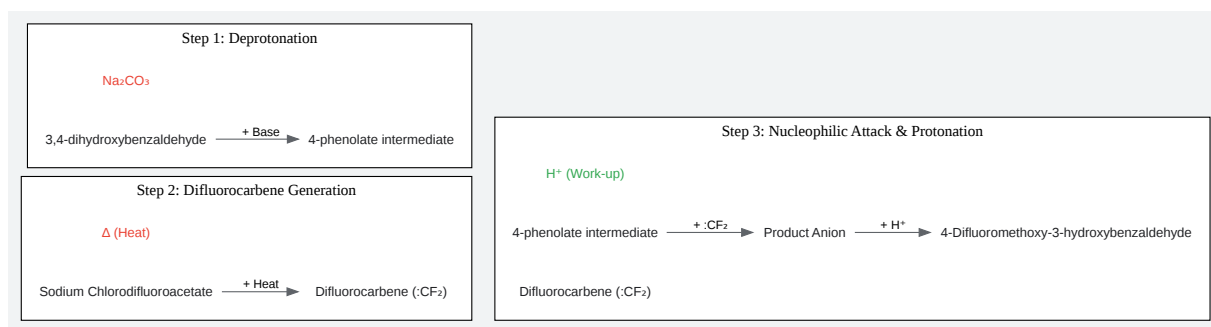 Step 1: Deprotonation
Na₂CO₃
3,4-dihydroxybenzaldehyde + Base 4-phenolate intermediate
Step 2: Difluorocarbene Generation
Δ (Heat)
Sodium Chlorodifluoroacetate + Heat Difluorocarbene (:CF₂)
Step 3: Nucleophilic Attack & Protonation
H⁺ (Work-up)
4-phenolate intermediate + :CF₂ Product Anion + H⁺ 4-Difluoromethoxy-3-hydroxybenzaldehyde
Difluorocarbene (:CF₂)